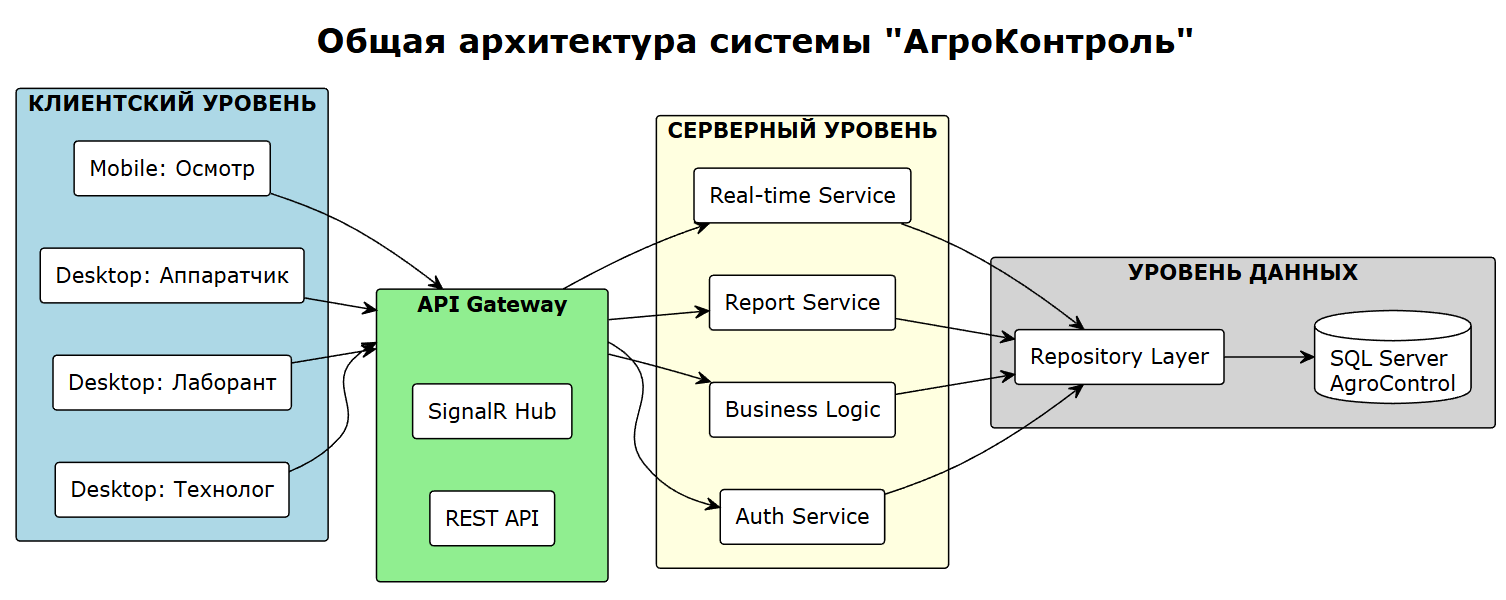 Общая архитектура системы "АгроКонтроль"
КЛИЕНТСКИЙ УРОВЕНЬ
Mobile: Осмотр
Desktop: Аппаратчик
Desktop: Лаборант
Desktop: Технолог
API Gateway
SignalR Hub
REST API
СЕРВЕРНЫЙ УРОВЕНЬ
Real-time Service
Report Service
Business Logic
Auth Service
УРОВЕНЬ ДАННЫХ
Repository Layer
SQL Server
AgroControl